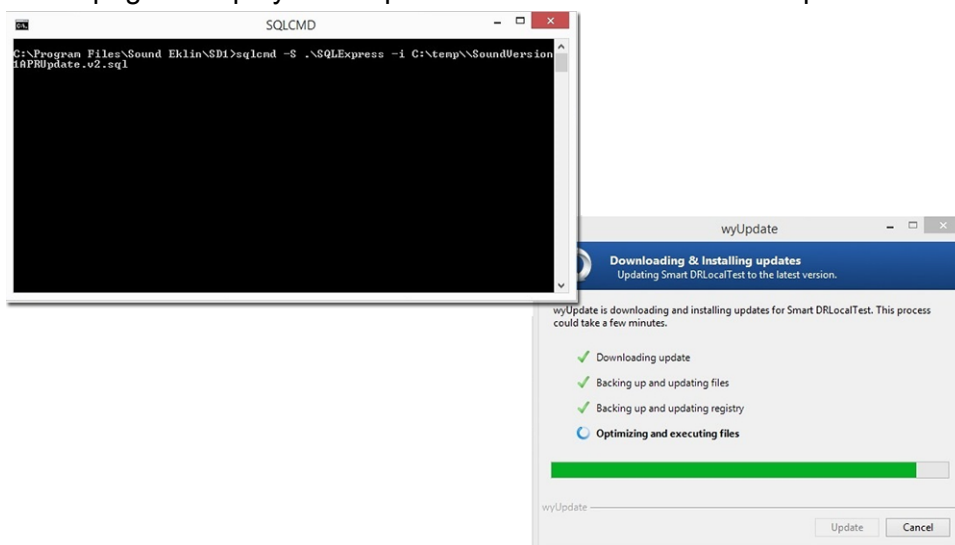 SQLCMD
C:\Program Files\Sound Eklin\SD1>sqlcmd -S .\SQLExpress -i C:\temp\\SoundVersion
1APRUpdate.v2.sql
wyUpdate
Downloading & Installing updates
Updating Smart DRLocalTest to the latest version.
wyUpdate is downloading and installing updates for Smart DRLocalTest. This process
could take a few minutes.
Downloading update
Backing up and updating files
Backing up and updating registry
Optimizing and executing files
wyUpdate
Update Cancel